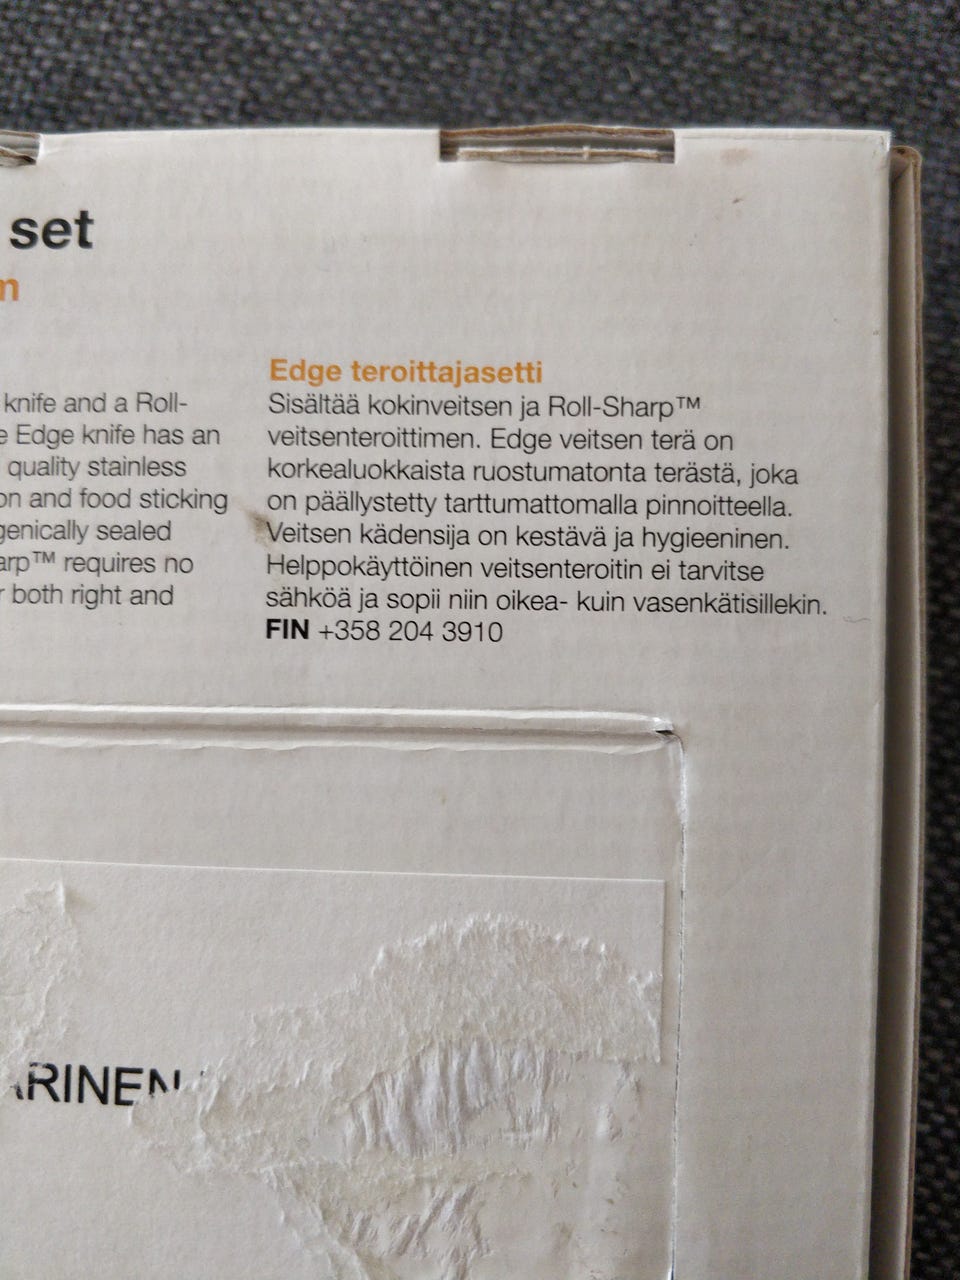 set
knife and a Roll-
Edge knife has an
quality stainless
and food sticking
sealed
requires no
both right and
Edge teroittajasetti
Sisältää kokinveitsen ja Roll-Sharp™
veitsenteroittimen. Edge veitsen terä on
korkealuokkaista ruostumatonta terästä, joka
on päällystetty tarttumattomalla pinnoitteella.
Veitsen kädensija on kestävä ja hygieeninen.
Helppokäyttöinen veitsenteroitin ei tarvitse
sähköä ja sopii niin oikea- kuin vasenkätisillekin.
FIN +358 204 3910